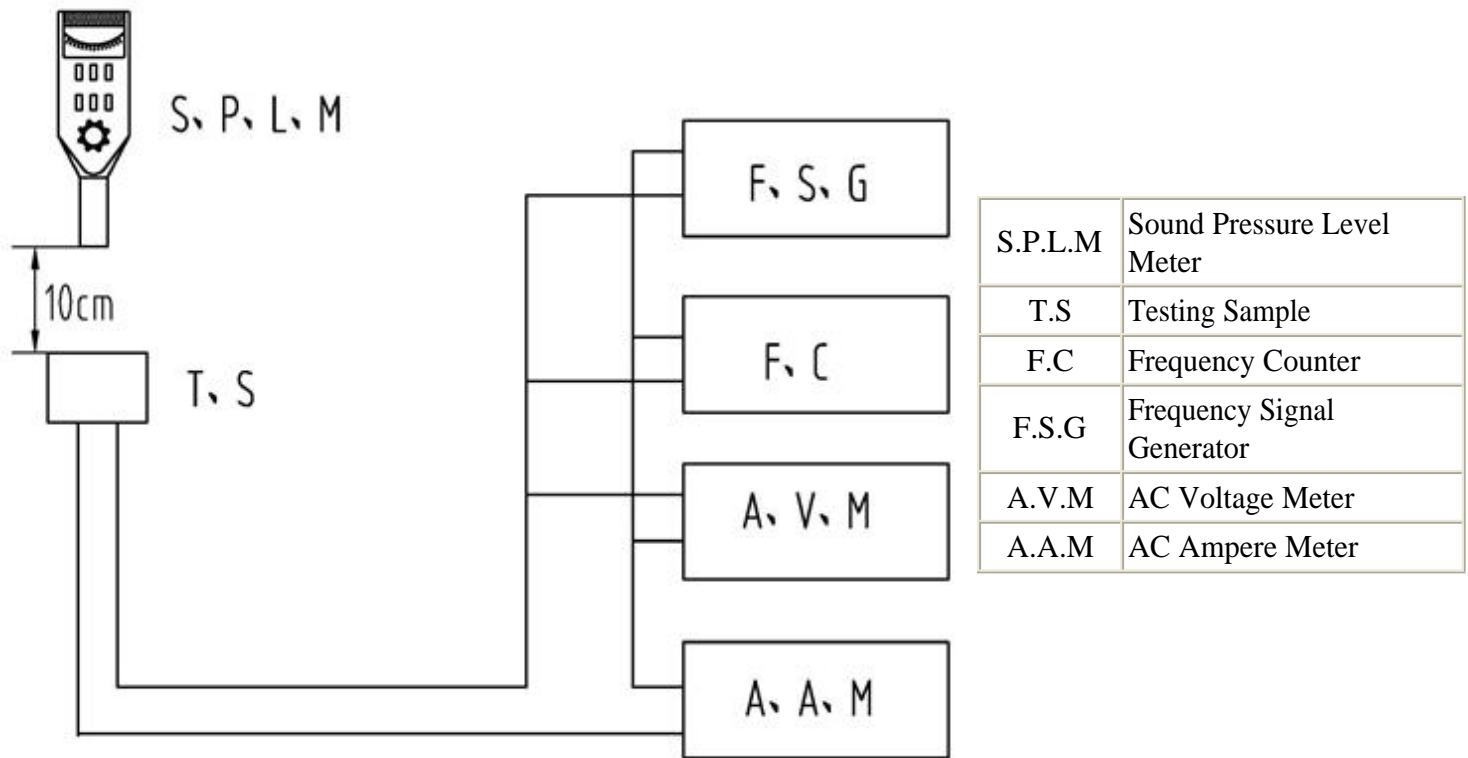 S、P、L、M
10cm
T、S
F、S、G
F、C
A、V、M
A、A、M
S.P.L.M Sound Pressure Level
Meter
T.S Testing Sample
F.C Frequency Counter
F.S.G Frequency Signal
Generator
A.V.M AC Voltage Meter
A.A.M AC Ampere Meter